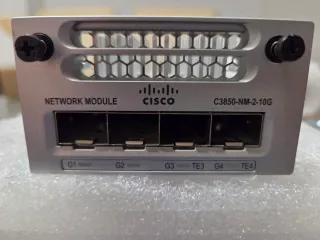 NETWORK MODULE
CISCO
C3850-NM-2-10G
G1 G2 G3 TE3 G4 TE4